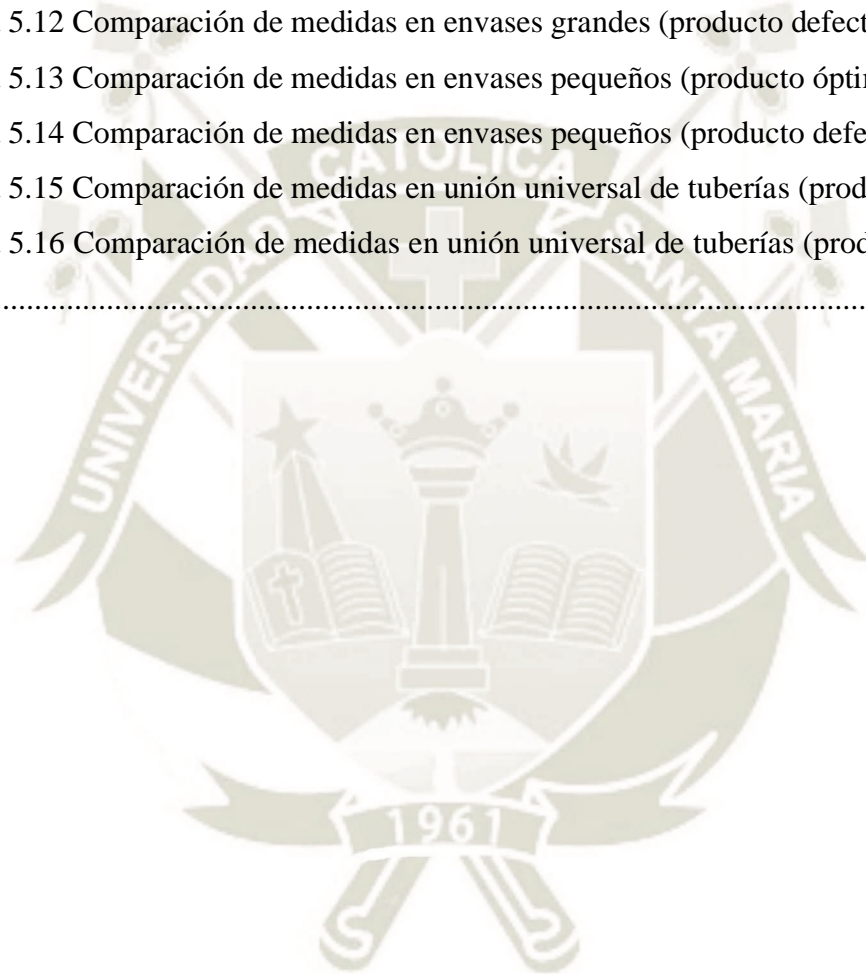 5.12 Comparación de medidas en envases grandes (producto
5.13 Comparación de medidas en envases pequeños (producto
5.14 Comparación de medidas en envases pequeños (producto
5.15 Comparación de medidas en unión universal de tuberías
5.16 Comparación de medidas en unión universal de tuberías
....................................................................................................
UNIVERSIDAD CATOLICA SANTA MARIA
1961